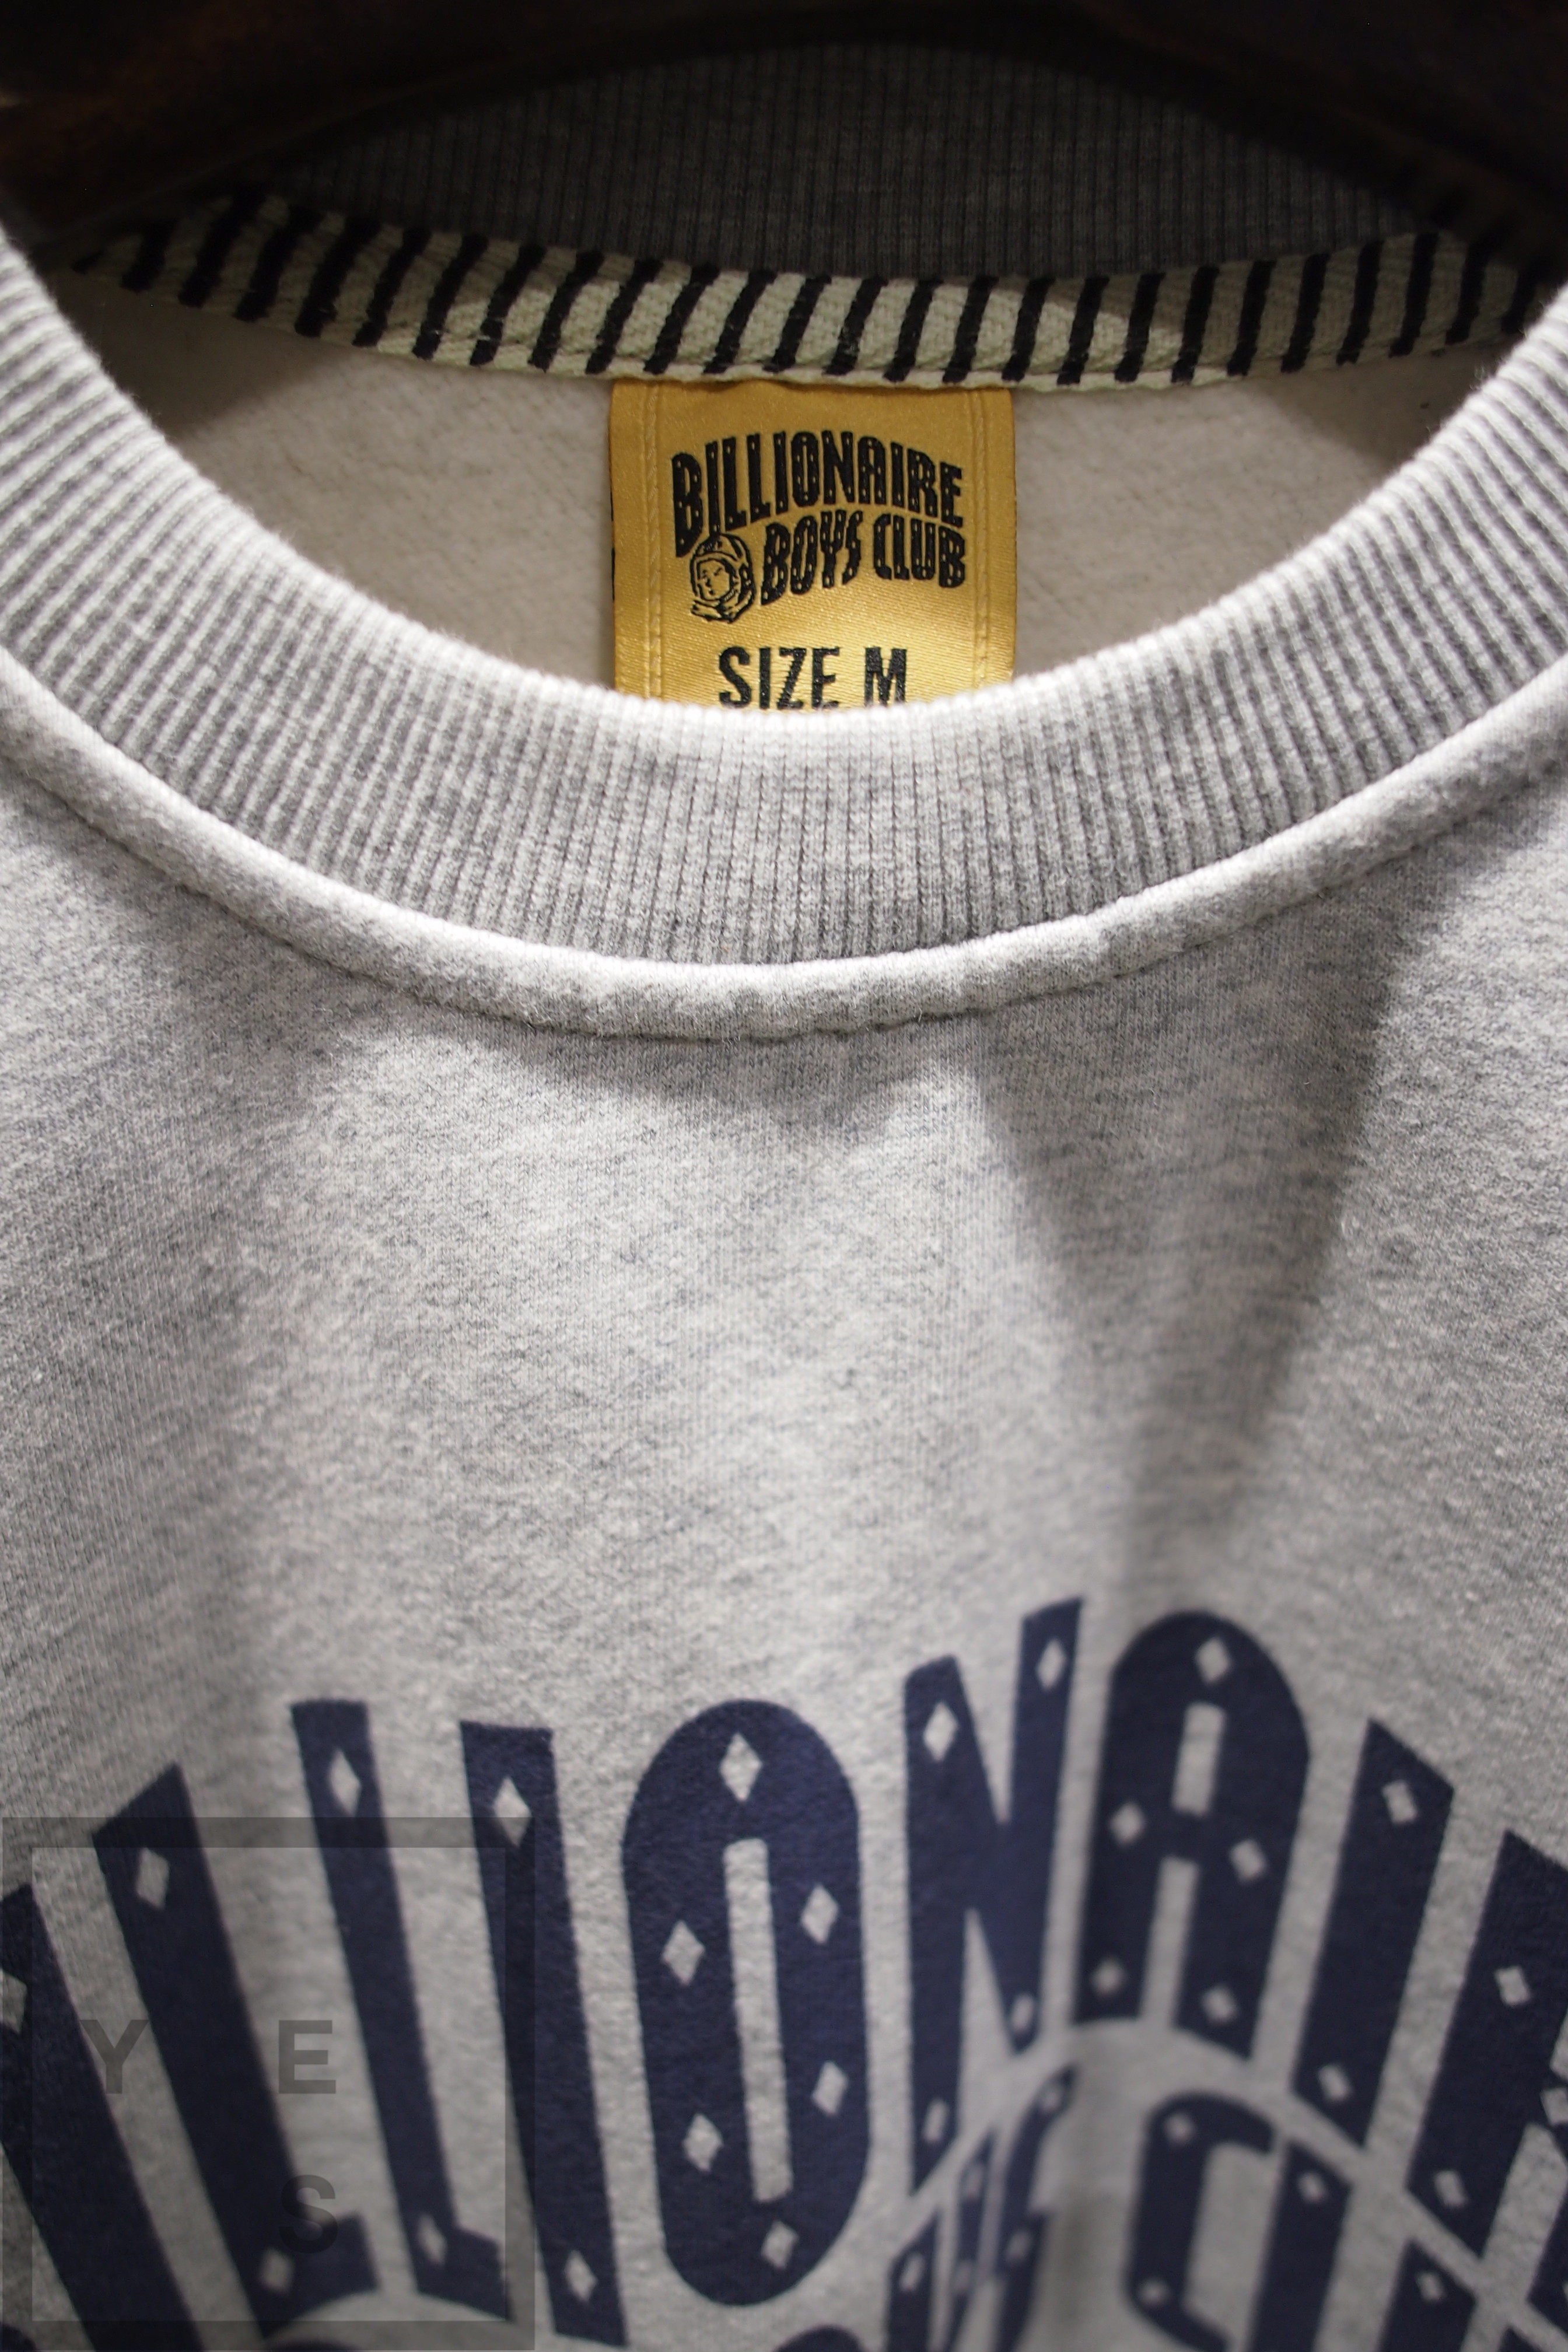 BILLIONAIRE
BOYS CLUB
SIZE M
ILLIONAI
Y E
S